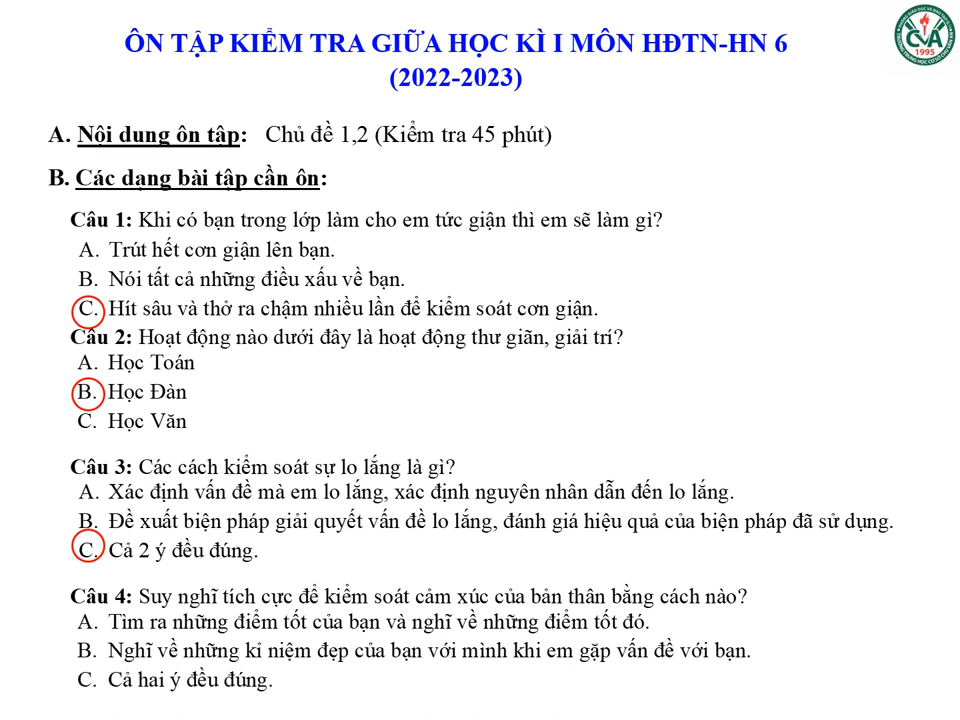 ÔN TẬP KIỂM TRA GIỮA HỌC KÌ I MÔN HĐTN-HN 6
(2022-2023)
CVA
1995
A. Nội dung ôn tập: Chủ đề 1,2 (Kiểm tra 45 phút)
B. Các dạng bài tập cần ôn:
Câu 1: Khi có bạn trong lớp làm cho em tức giận thì em sẽ làm gì?
A. Trút hết cơn giận lên bạn.
B. Nói tất cả những điều xấu về bạn.
C. Hít sâu và thở ra chậm nhiều lần để kiểm soát cơn giận.
Câu 2: Hoạt động nào dưới đây là hoạt động thư giãn, giải trí?
A. Học Toán
B. Học Đàn
C. Học Văn
Câu 3: Các cách kiểm soát sự lo lắng là gì?
A. Xác định vấn đề mà em lo lắng, xác định nguyên nhân dẫn đến lo lắng.
B. Đề xuất biện pháp giải quyết vấn đề lo lắng, đánh giá hiệu quả của biện pháp đã sử dụng.
C. Cả 2 ý đều đúng.
Câu 4: Suy nghĩ tích cực để kiểm soát cảm xúc của bản thân bằng cách nào?
A. Tìm ra những điểm tốt của bạn và nghĩ về những điểm tốt đó.
B. Nghĩ về những kỉ niệm đẹp của bạn với mình khi em gặp vấn đề với bạn.
C. Cả hai ý đều đúng.